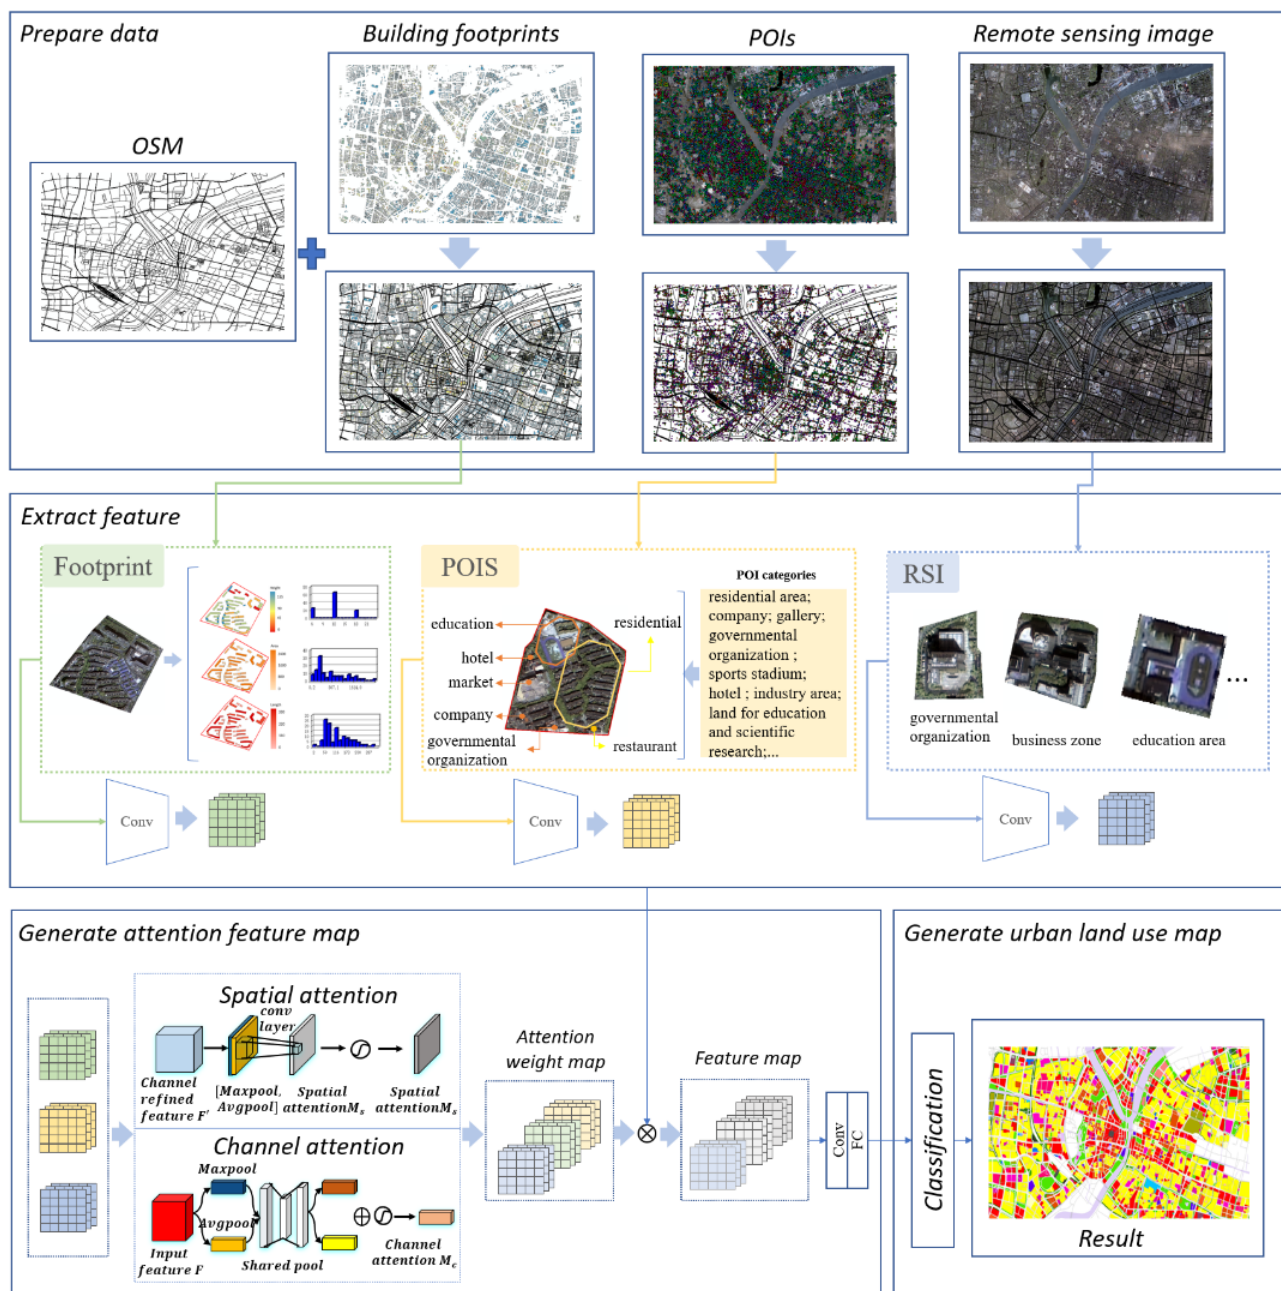 Prepare data
Building footprints
POIs
Remote sensing image
OSM
Extract feature
Footprint
POIS
POI categories
RSI
education
hotel
market
company
governmental
organization
residential
restaurant
residential area;
company; gallery;
governmental
organization ;
sports stadium;
hotel ; industry area;
land for education
and scientific
research;...
governmental
organization
business zone
education area
...
Conv
Conv
Conv
Generate attention feature map
Generate urban land use map
Spatial attention
conv
layer
Channel
refined
feature F′
[Maxpool,
Avgpool]
Spatial
attentionMs
Spatial
attentionMs
Channel attention
Maxpool
Avgpool
Input
feature F
Shared pool
Channel
attention Mc
Attention
weight map
Feature map
Conv
FC
Classification
Result